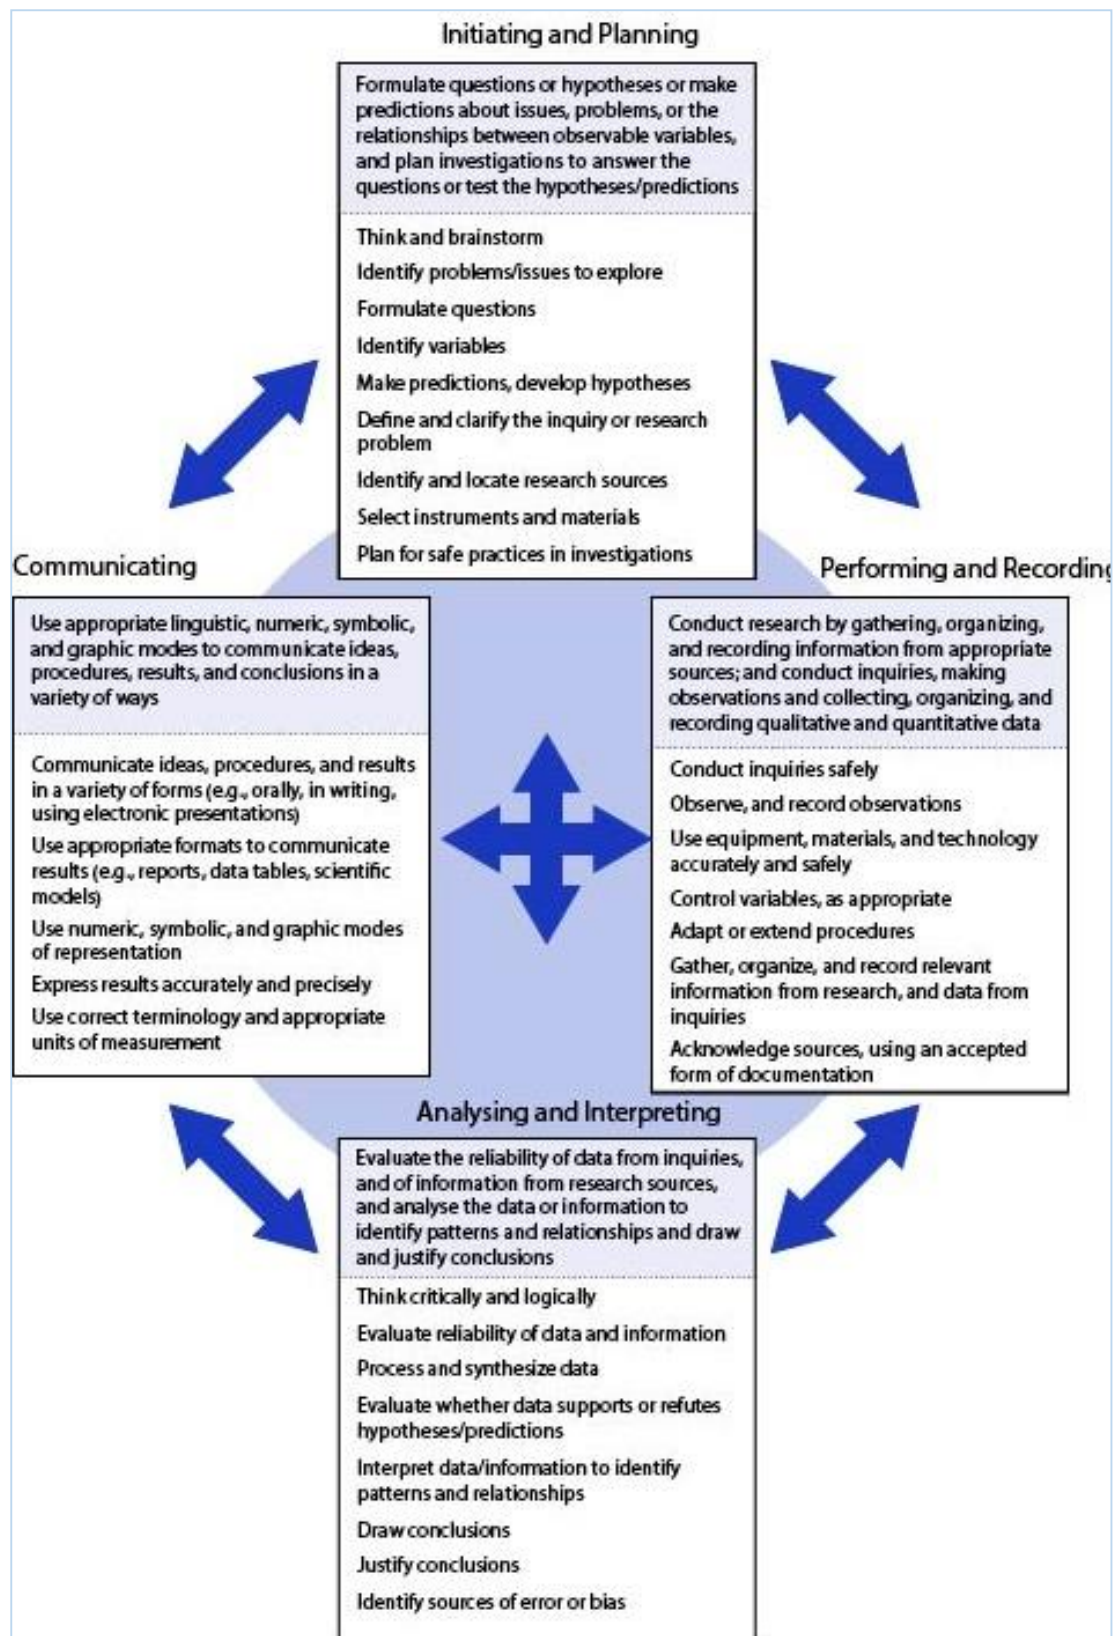 Initiating and Planning
Formulate questions or hypotheses or make
predictions about issues, problems, or the
relationships between observable variables,
and plan investigations to answer the
questions or test the hypotheses/predictions
Think and brainstorm
Identify problems/issues to explore
Formulate questions
Identify variables
Make predictions, develop hypotheses
Define and clarify the inquiry or research
problem
Identify and locate research sources
Select instruments and materials
Plan for safe practices in investigations
Communicating
Use appropriate linguistic, numeric, symbolic,
and graphic modes to communicate ideas,
procedures, results, and conclusions in a
variety of ways
Communicate ideas, procedures, and results
in a variety of forms (e.g., orally, in writing,
using electronic presentations)
Use appropriate formats to communicate
results (e.g., reports, data tables, scientific
models)
Use numeric, symbolic, and graphic modes
of representation
Express results accurately and precisely
Use correct terminology and appropriate
units of measurement
Performing and Recording
Conduct research by gathering, organizing,
and recording information from appropriate
sources; and conduct inquiries, making
observations and collecting, organizing, and
recording qualitative and quantitative data
Conduct inquiries safely
Observe, and record observations
Use equipment, materials, and technology
accurately and safely
Control variables, as appropriate
Adapt or extend procedures
Gather, organize, and record relevant
information from research, and data from
inquiries
Acknowledge sources, using an accepted
form of documentation
Analysing and Interpreting
Evaluate the reliability of data from inquiries,
and of information from research sources,
and analyse the data or information to
identify patterns and relationships and draw
and justify conclusions
Think critically and logically
Evaluate reliability of data and information
Process and synthesize data
Evaluate whether data supports or refutes
hypotheses/predictions
Interpret data/information to identify
patterns and relationships
Draw conclusions
Justify conclusions
Identify sources of error or bias